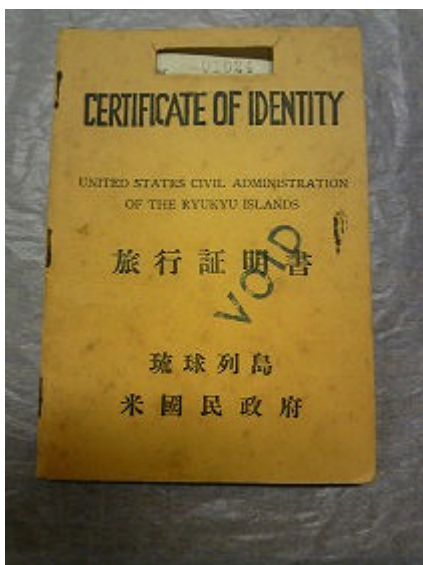 01024
CERTIFICATE OF IDENTITY
UNITED STATES CIVIL ADMINISTRATION
OF THE RYUKYU ISLANDS
旅行証明書
VOID
琉球列島
米國民政府